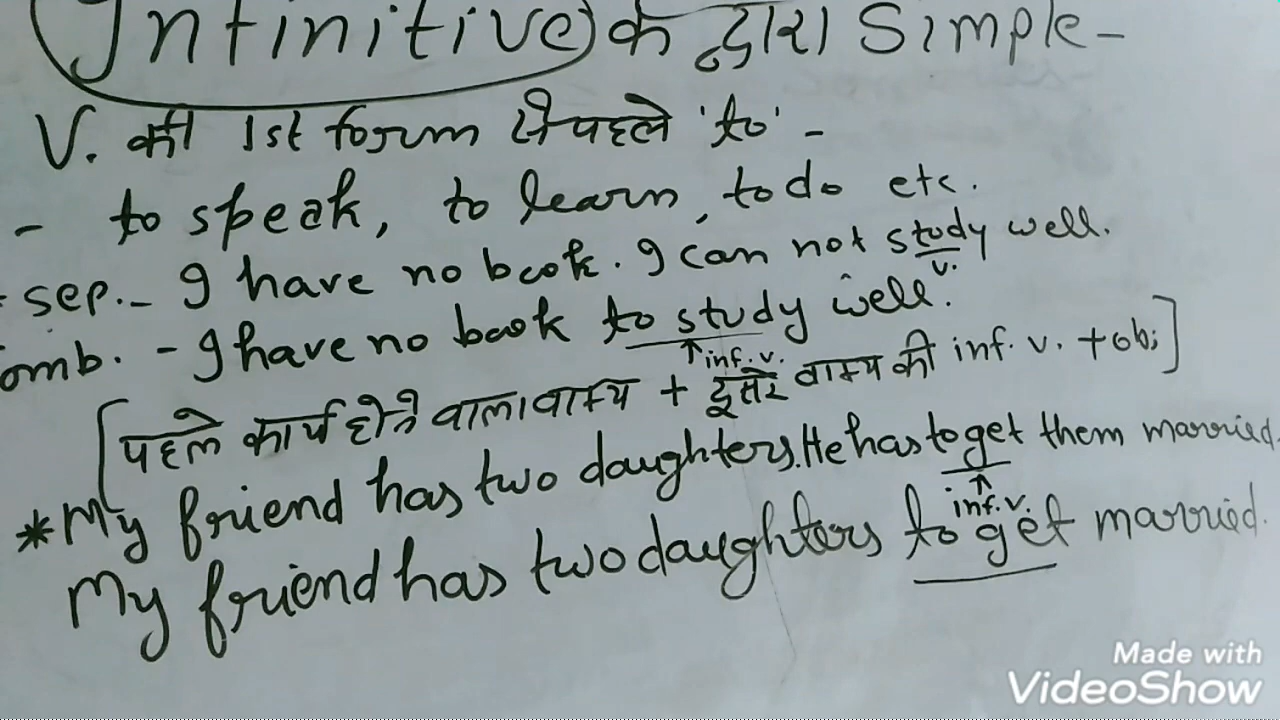 Infinitive के द्वारा Simple-
V. की 1st form से पहले 'to' -
- to speak, to learn, to do etc.
sep. - I have no book. I can not study well.
v.
omb. - I have no book to study well.
↑ inf. v.
[पहले कार्य होने वाला वाक्य + दूसरे वाक्य की inf. v. + obj]
* My friend has two daughters. He has to get them married.
↑
inf. v.
My friend has two daughters to get married.
Made with
VideoShow